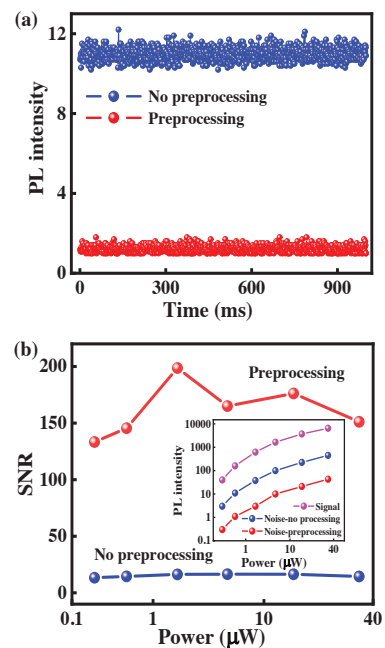 (a)
12
8
4
0
PL intensity
No preprocessing
Preprocessing
0 300 600 900
Time (ms)
(b)
200
150
100
50
0
SNR
Preprocessing
No preprocessing
10000
1000
100
10
1
0.1
PL intensity
Signal
Noise-no processing
Noise-preprocessing
1 10 40
Power (μW)
0.1 1 10 40
Power (μW)